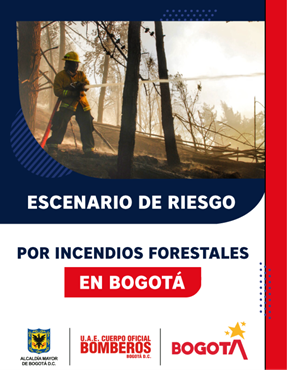 ESCENARIO DE RIESGO
POR INCENDIOS FORESTALES
EN BOGOTÁ
ALCALDÍA MAYOR
DE BOGOTÁ D.C.
U.A.E. CUERPO OFICIAL
BOMBEROS
BOGOTÁ D.C.
BOGOTÁ